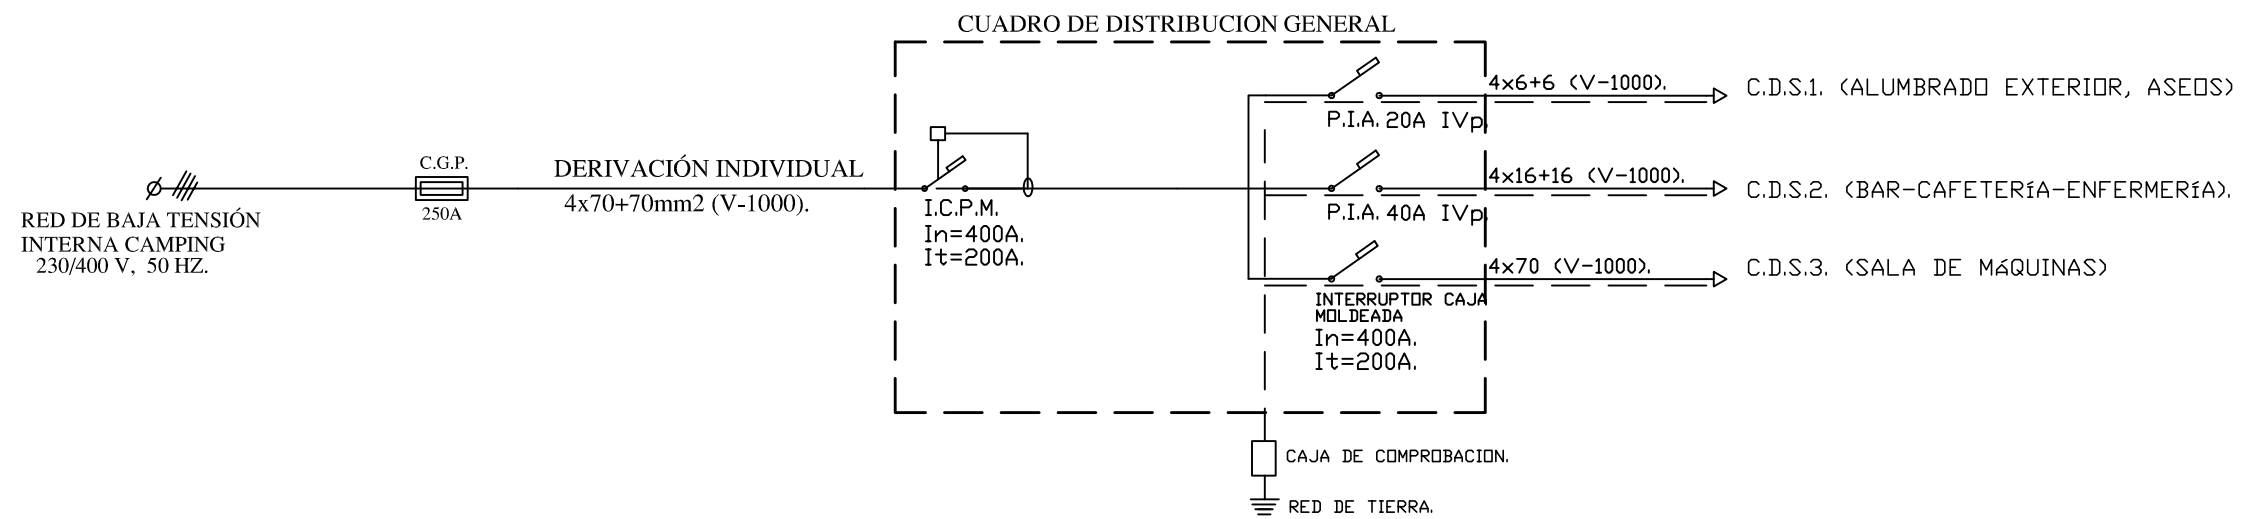 CUADRO DE DISTRIBUCION GENERAL
4x6+6 (V-1000).
C.D.S.1. (ALUMBRADO EXTERIOR, ASEOS)
P.I.A. 20A IVp.
C.G.P.
250A
DERIVACIÓN INDIVIDUAL
4x70+70mm2 (V-1000).
RED DE BAJA TENSIÓN
INTERNA CAMPING
230/400 V, 50 HZ.
I.C.P.M.
In=400A.
It=200A.
4x16+16 (V-1000).
C.D.S.2. (BAR-CAFETERíA-ENFERMERíA).
P.I.A. 40A IVp.
4x70 (V-1000).
C.D.S.3. (SALA DE MáQUINAS)
INTERRUPTOR CAJA
MOLDEADA
In=400A.
It=200A.
CAJA DE COMPROBACION.
RED DE TIERRA.